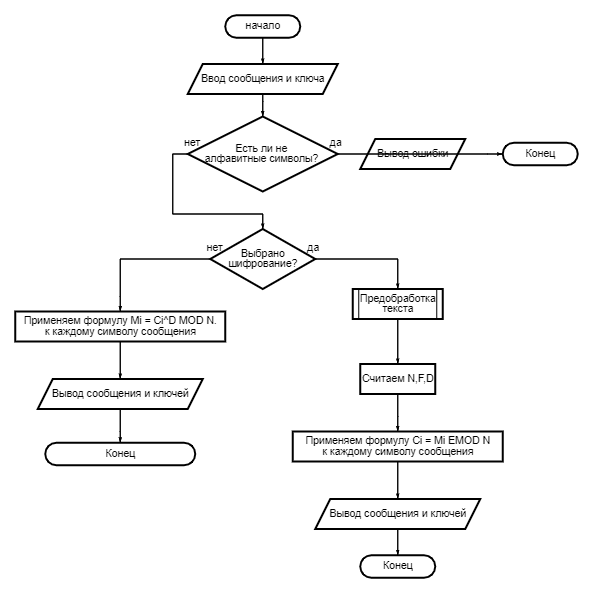 начало
Ввод сообщения и ключа
Есть ли не
алфавитные символы?
нет
да
Вывод ошибки
Конец
Выбрано
шифрование?
нет
да
Применяем формулу Mi = Ci^D MOD N.
к каждому символу сообщения
Вывод сообщения и ключей
Конец
Предобработка
текста
Считаем N,F,D
Применяем формулу Ci = Mi EMOD N
к каждому символу сообщения
Вывод сообщения и ключей
Конец